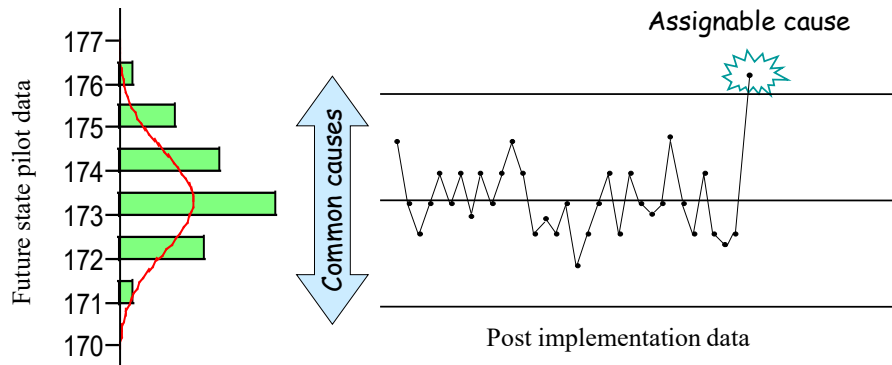 Assignable cause
Future state pilot data
177
176
175
174
173
172
171
170
Common causes
Post implementation data